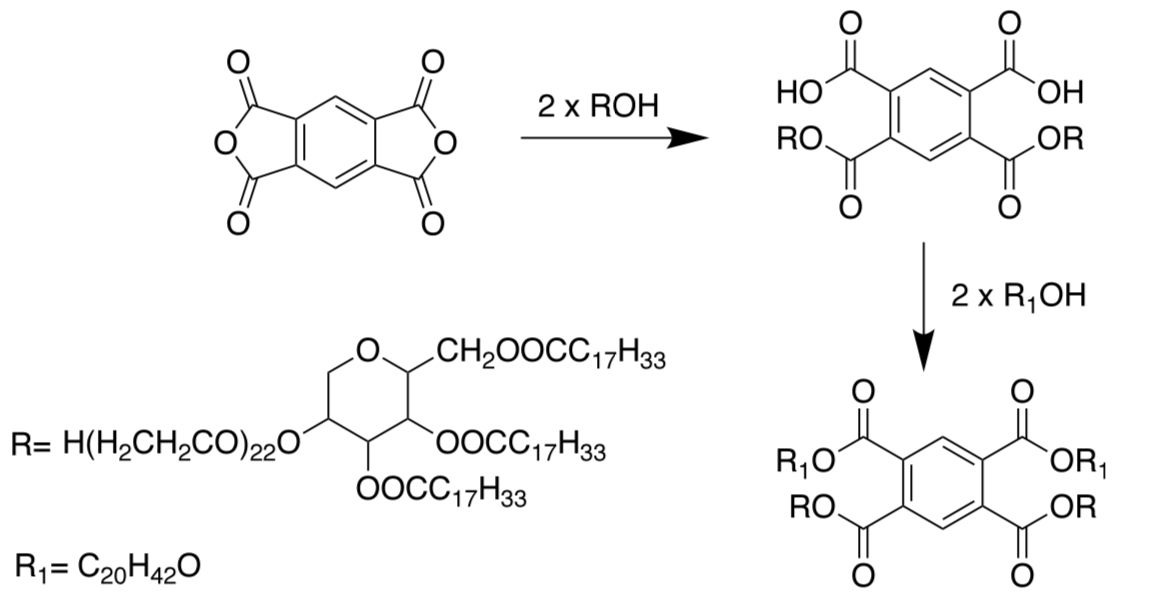 O O
O O
O O
2 x ROH
O O
HO OH
RO OR
O O
2 x R₁OH
O CH₂OOCC₁₇H₃₃
R= H(H₂CH₂CO)₂₂O OOCC₁₇H₃₃
OOCC₁₇H₃₃
R₁= C₂₀H₄₂O
O O
R₁O OR₁
RO OR
O O